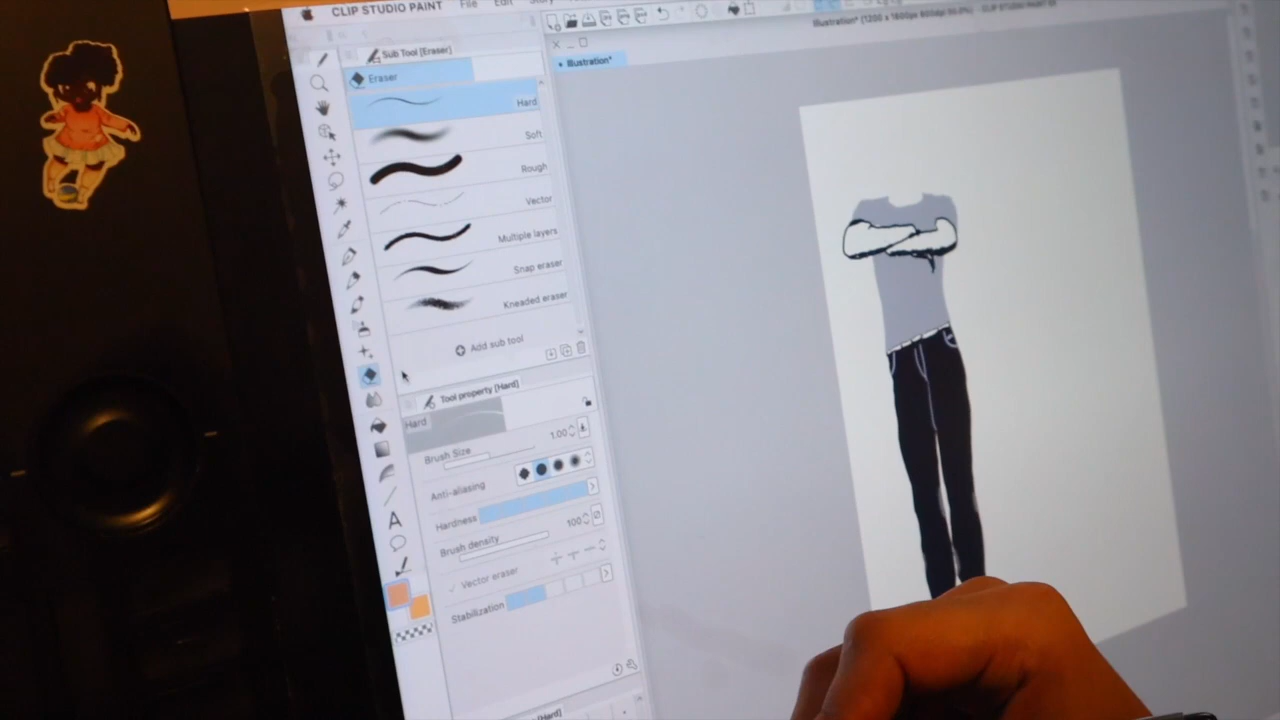 CLIP STUDIO PAINT File Edit
Sub Tool [Eraser]
Eraser
Hard
Soft
Rough
Vector
Multiple layers
Snap eraser
Kneaded eraser
Add sub tool
Tool property [Hard]
Hard
Brush Size 1.00
Anti-aliasing
Hardness
Brush density 100
Vector eraser
Stabilization
A
Illustration*
[Hard]